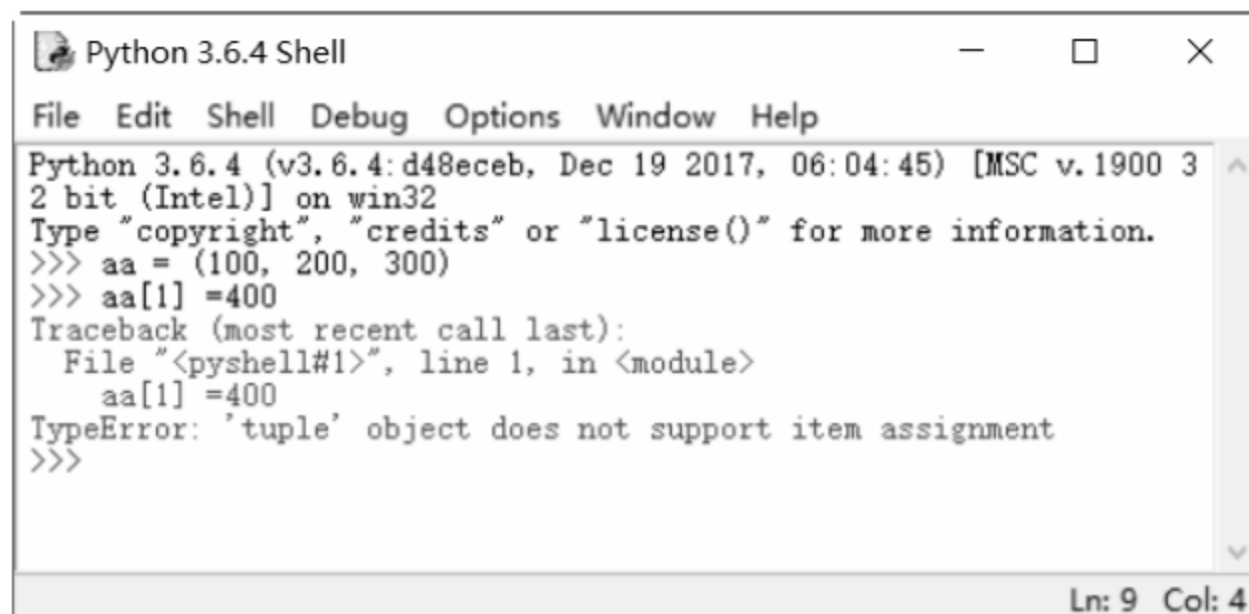 Python 3.6.4 Shell
File Edit Shell Debug Options Window Help
Python 3.6.4 (v3.6.4:d48eceb, Dec 19 2017, 06:04:45) [MSC v.1900 3
2 bit (Intel)] on win32
Type "copyright", "credits" or "license()" for more information.
>>> aa = (100, 200, 300)
>>> aa[1] =400
Traceback (most recent call last):
  File "<pyshell#1>", line 1, in <module>
    aa[1] =400
TypeError: 'tuple' object does not support item assignment
>>>
Ln: 9 Col: 4